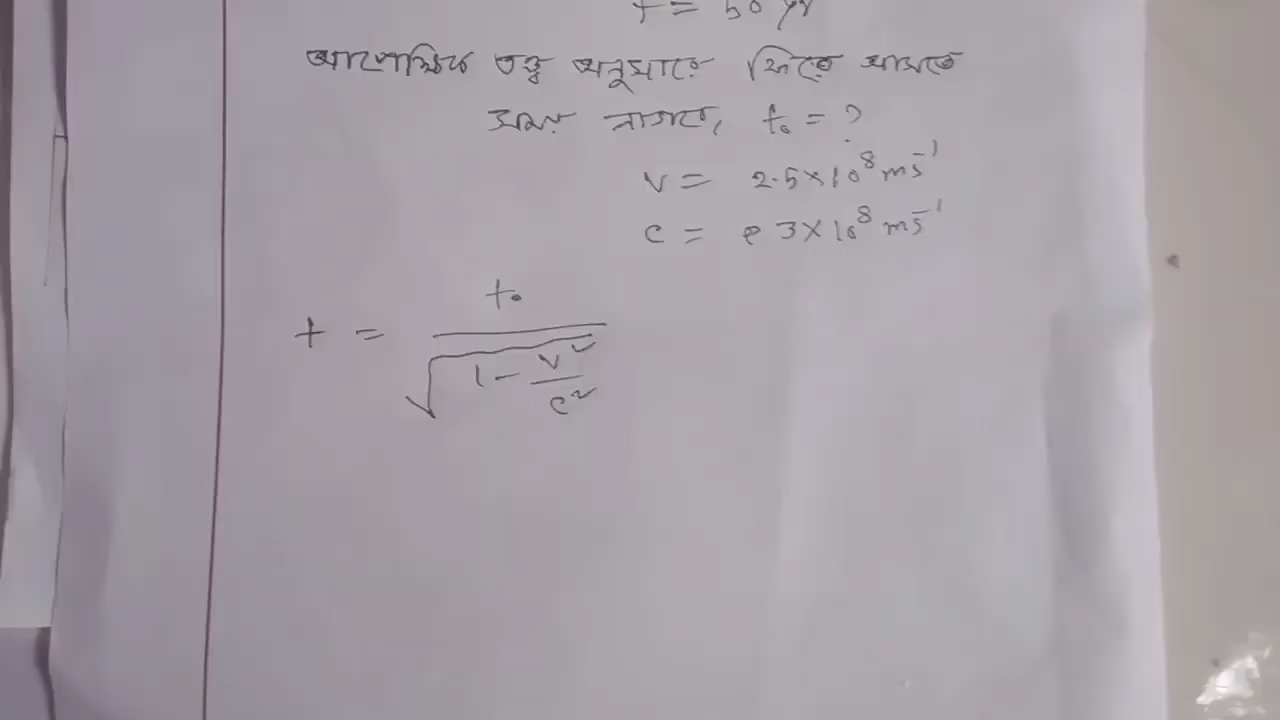 t = 50 yr
আপেক্ষিক তত্ত্ব অনুসারে ফিরে আসতে
সময় লাগবে, t₀ = ?
v = 2.5×10⁸ ms⁻¹
c = 3×10⁸ ms⁻¹
t = t₀ / √(1 - v²/c²)